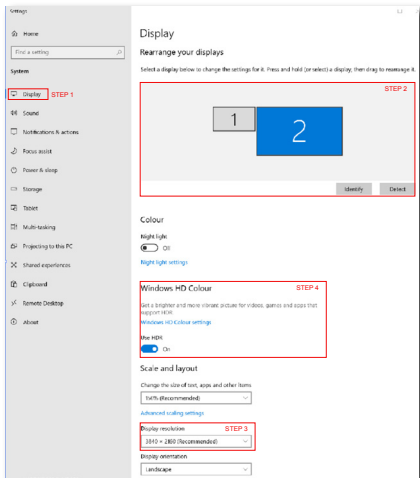 Settings
Home
Find a setting
System
Display STEP 1
Sound
Notifications & actions
Focus assist
Power & sleep
Storage
Tablet
Multi-tasking
Projecting to this PC
Shared experiences
Clipboard
Remote Desktop
About
Display
Rearrange your displays
Select a display below to change the settings for it. Press and hold (or select) a display, then drag to rearrange it.
STEP 2
1
2
Identify Detect
Colour
Night light
Off
Night light settings
Windows HD Colour STEP 4
Get a brighter and more vibrant picture for videos, games and apps that
support HDR.
Windows HD Colour settings
Use HDR
On
Scale and layout
Change the size of text, apps and other items
(Recommended)
Advanced scaling settings
Display resolution STEP 3
3840 × 2160 (Recommended)
Display orientation
Landscape